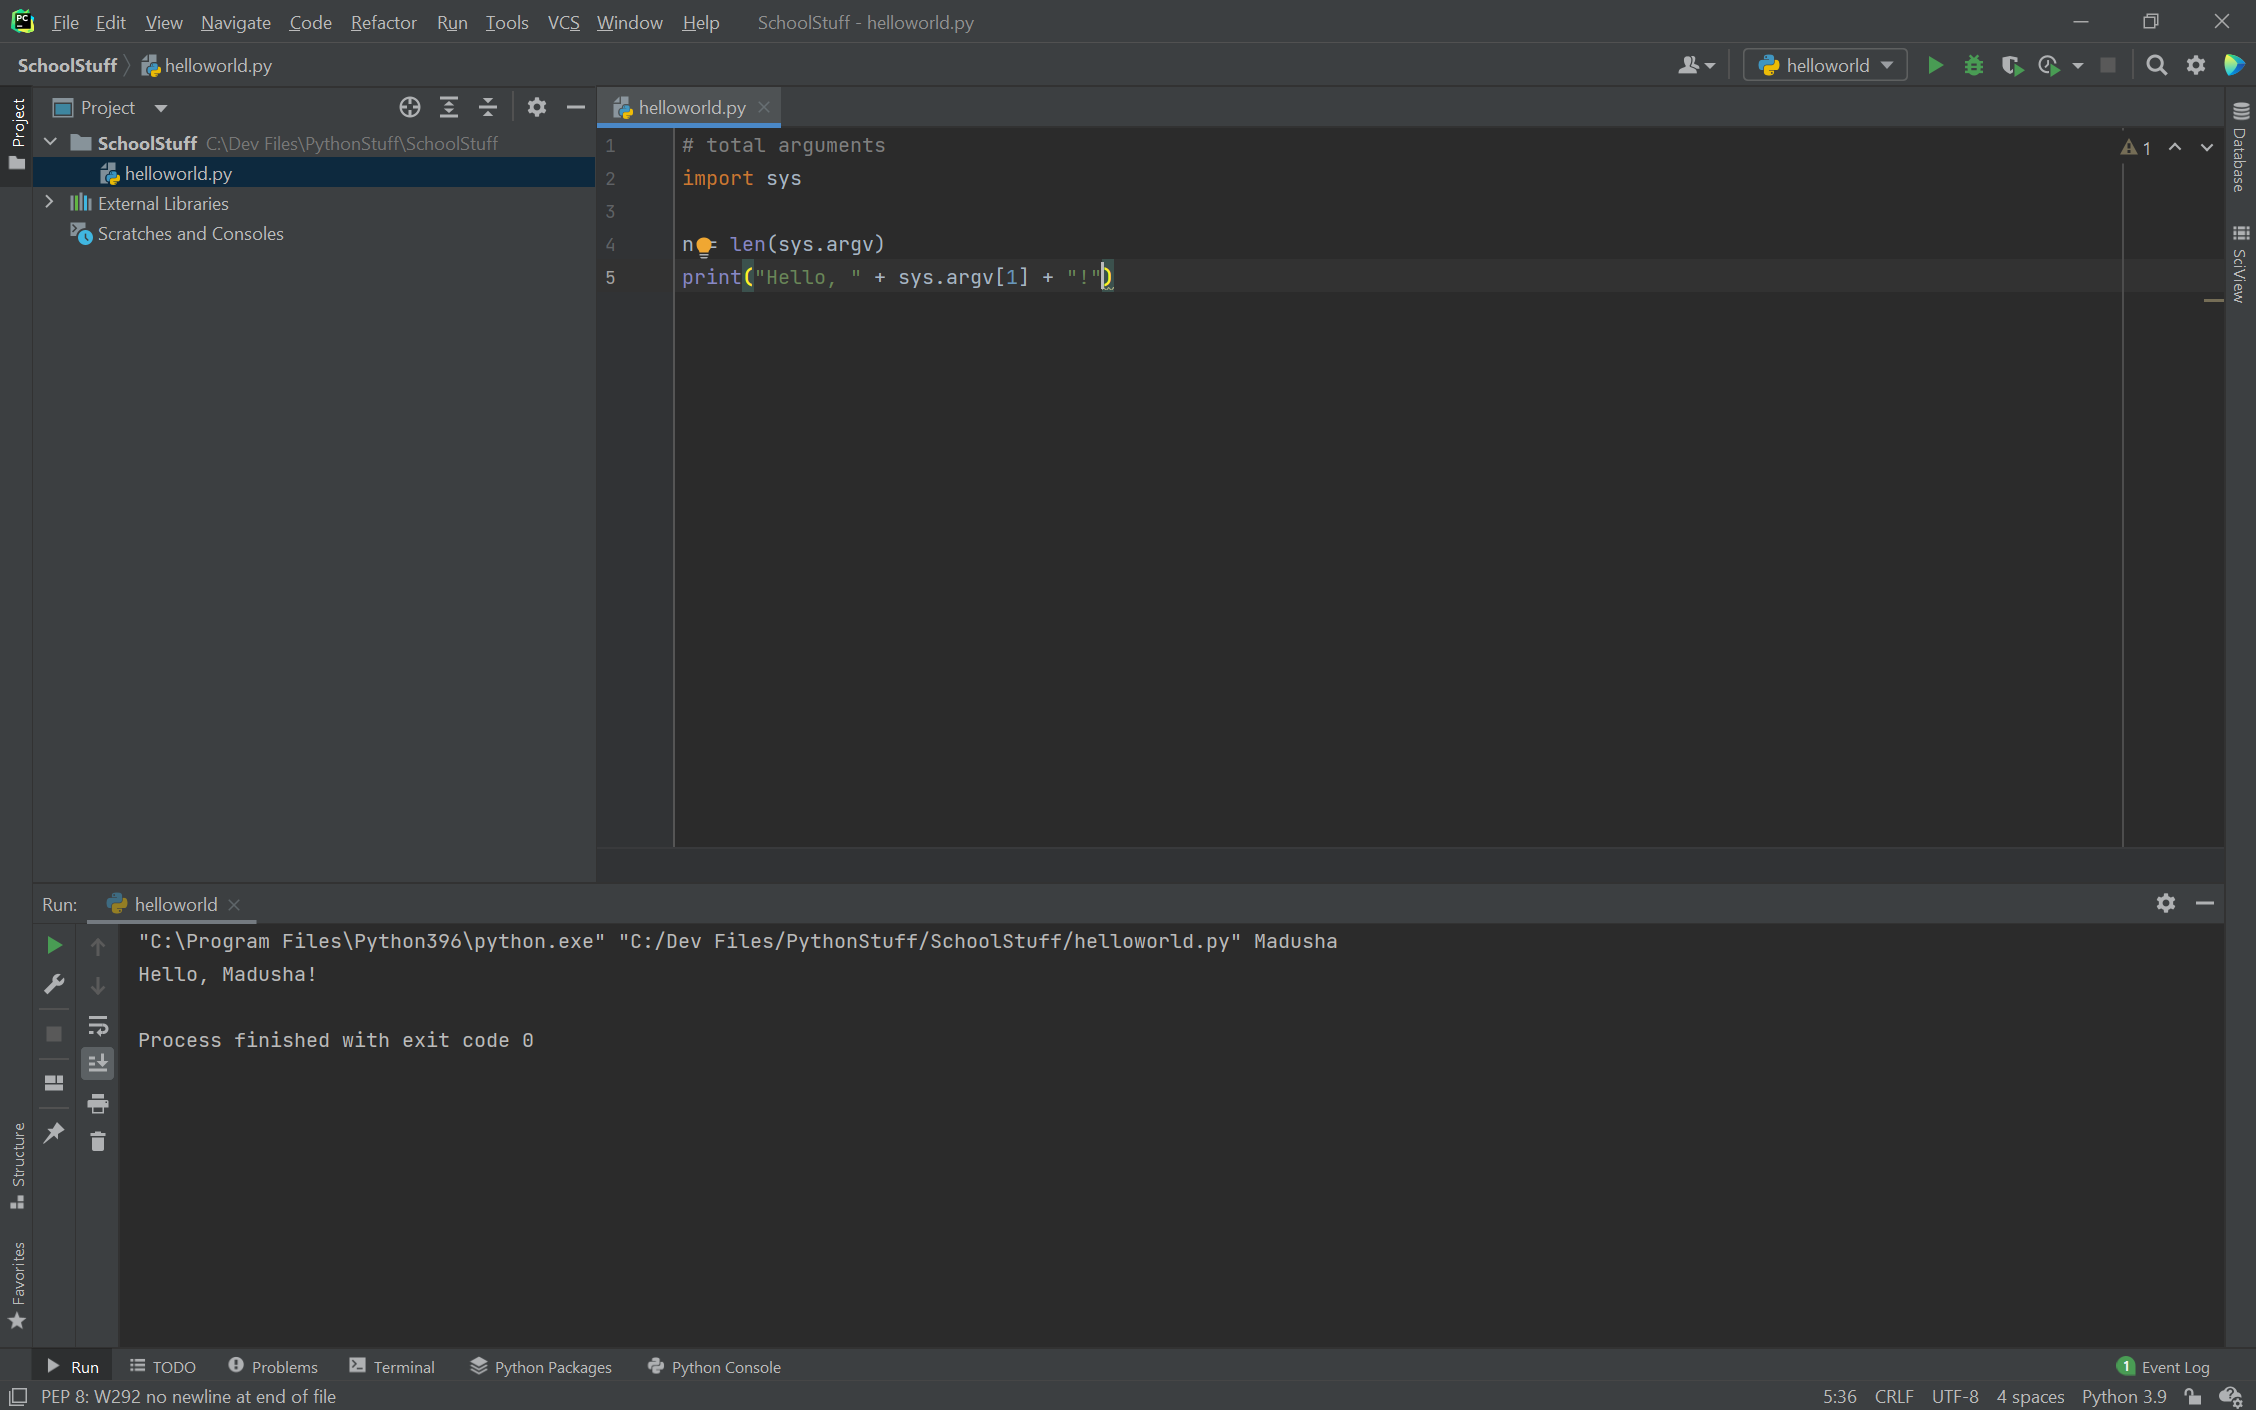 PC
File Edit View Navigate Code Refactor Run Tools VCS Window Help SchoolStuff - helloworld.py
SchoolStuff helloworld.py
helloworld
Project
Project
SchoolStuff C:\Dev Files\PythonStuff\SchoolStuff
helloworld.py
External Libraries
Scratches and Consoles
helloworld.py
1 # total arguments
2 import sys
3
4 n = len(sys.argv)
5 print("Hello, " + sys.argv[1] + "!")
1
Database
SciView
Run: helloworld
"C:\Program Files\Python396\python.exe" "C:/Dev Files/PythonStuff/SchoolStuff/helloworld.py" Madusha
Hello, Madusha!
Process finished with exit code 0
Structure
Favorites
Run TODO Problems Terminal Python Packages Python Console
1 Event Log
PEP 8: W292 no newline at end of file
5:36 CRLF UTF-8 4 spaces Python 3.9